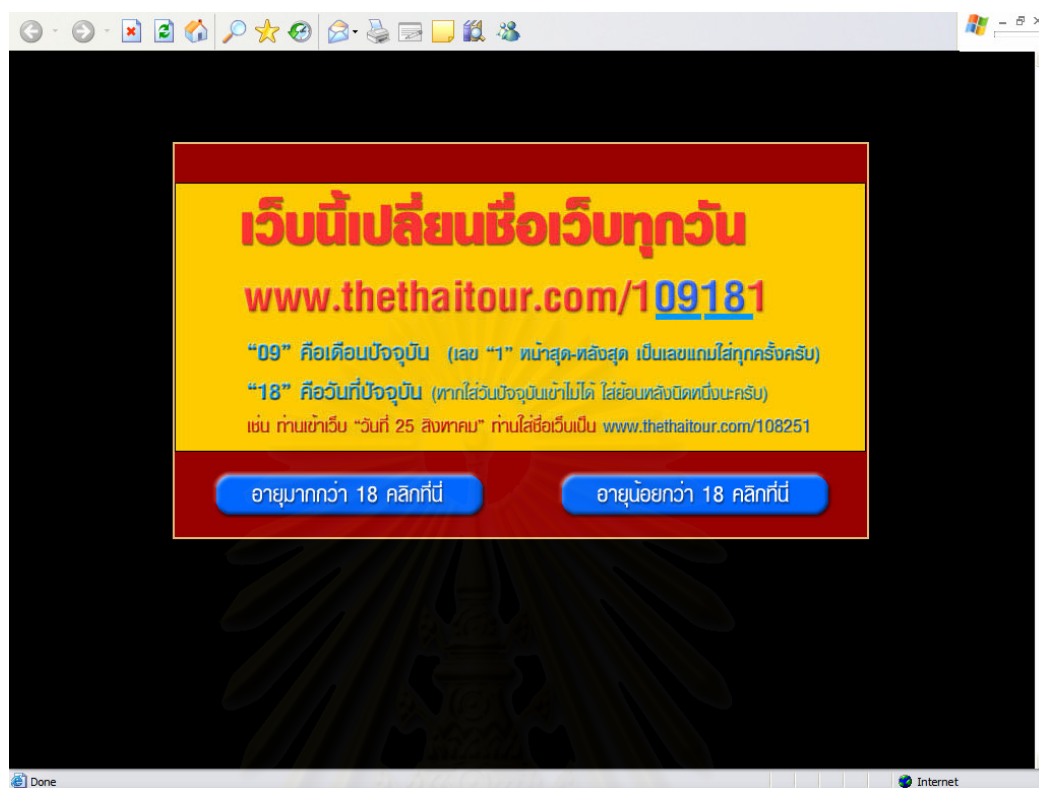 เว็บนี้เปลี่ยนชื่อเว็บทุกวัน
www.thethaitour.com/109181
“09” คือเดือนปัจจุบัน (เลข “1” หน้าสุด-หลังสุด เป็นเลขแถมใส่ทุกครั้งครับ)
“18” คือวันที่ปัจจุบัน (หากใส่วันปัจจุบันเข้าไม่ได้ ใส่ย้อนหลังนิดหนึ่งนะครับ)
เช่น ท่านเข้าเว็บ “วันที่ 25 สิงหาคม” ท่านใส่ชื่อเว็บเป็น www.thethaitour.com/108251
อายุมากกว่า 18 คลิกที่นี่
อายุน้อยกว่า 18 คลิกที่นี่
Done
Internet